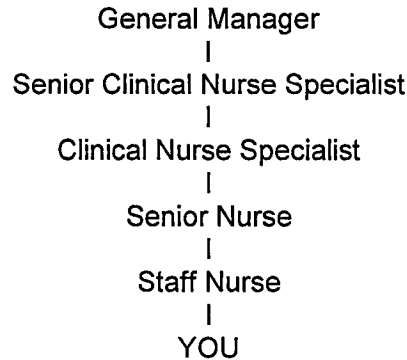 General Manager
Senior Clinical Nurse Specialist
Clinical Nurse Specialist
Senior Nurse
Staff Nurse
YOU